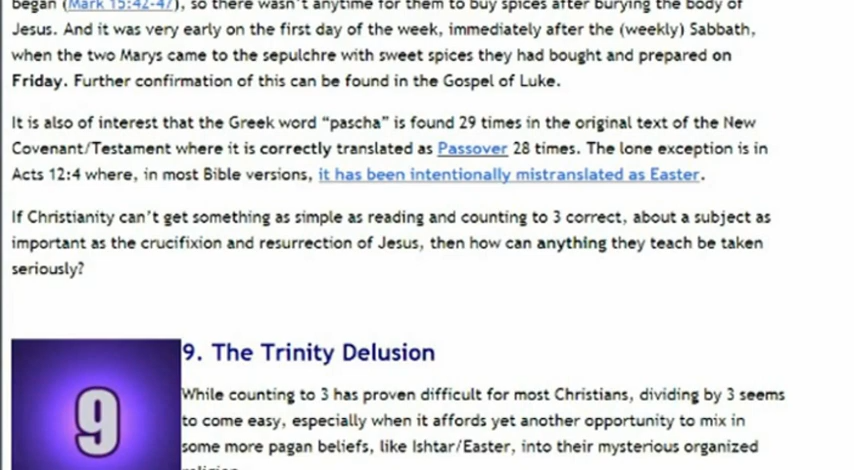 began (Mark 15:42-47), so there wasn't anytime for them to buy spices after burying the body of
Jesus. And it was very early on the first day of the week, immediately after the (weekly) Sabbath,
when the two Marys came to the sepulchre with sweet spices they had bought and prepared on
Friday. Further confirmation of this can be found in the Gospel of Luke.
It is also of interest that the Greek word “pascha” is found 29 times in the original text of the New
Covenant/Testament where it is correctly translated as Passover 28 times. The lone exception is in
Acts 12:4 where, in most Bible versions, it has been intentionally mistranslated as Easter.
If Christianity can't get something as simple as reading and counting to 3 correct, about a subject as
important as the crucifixion and resurrection of Jesus, then how can anything they teach be taken
seriously?
9. The Trinity Delusion
9
While counting to 3 has proven difficult for most Christians, dividing by 3 seems
to come easy, especially when it affords yet another opportunity to mix in
some more pagan beliefs, like Ishtar/Easter, into their mysterious organized
religion